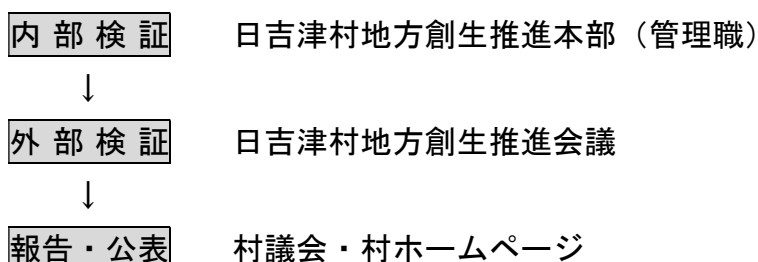 内部検証　日吉津村地方創生推進本部（管理職）
↓
外部検証　日吉津村地方創生推進会議
↓
報告・公表　村議会・村ホームページ